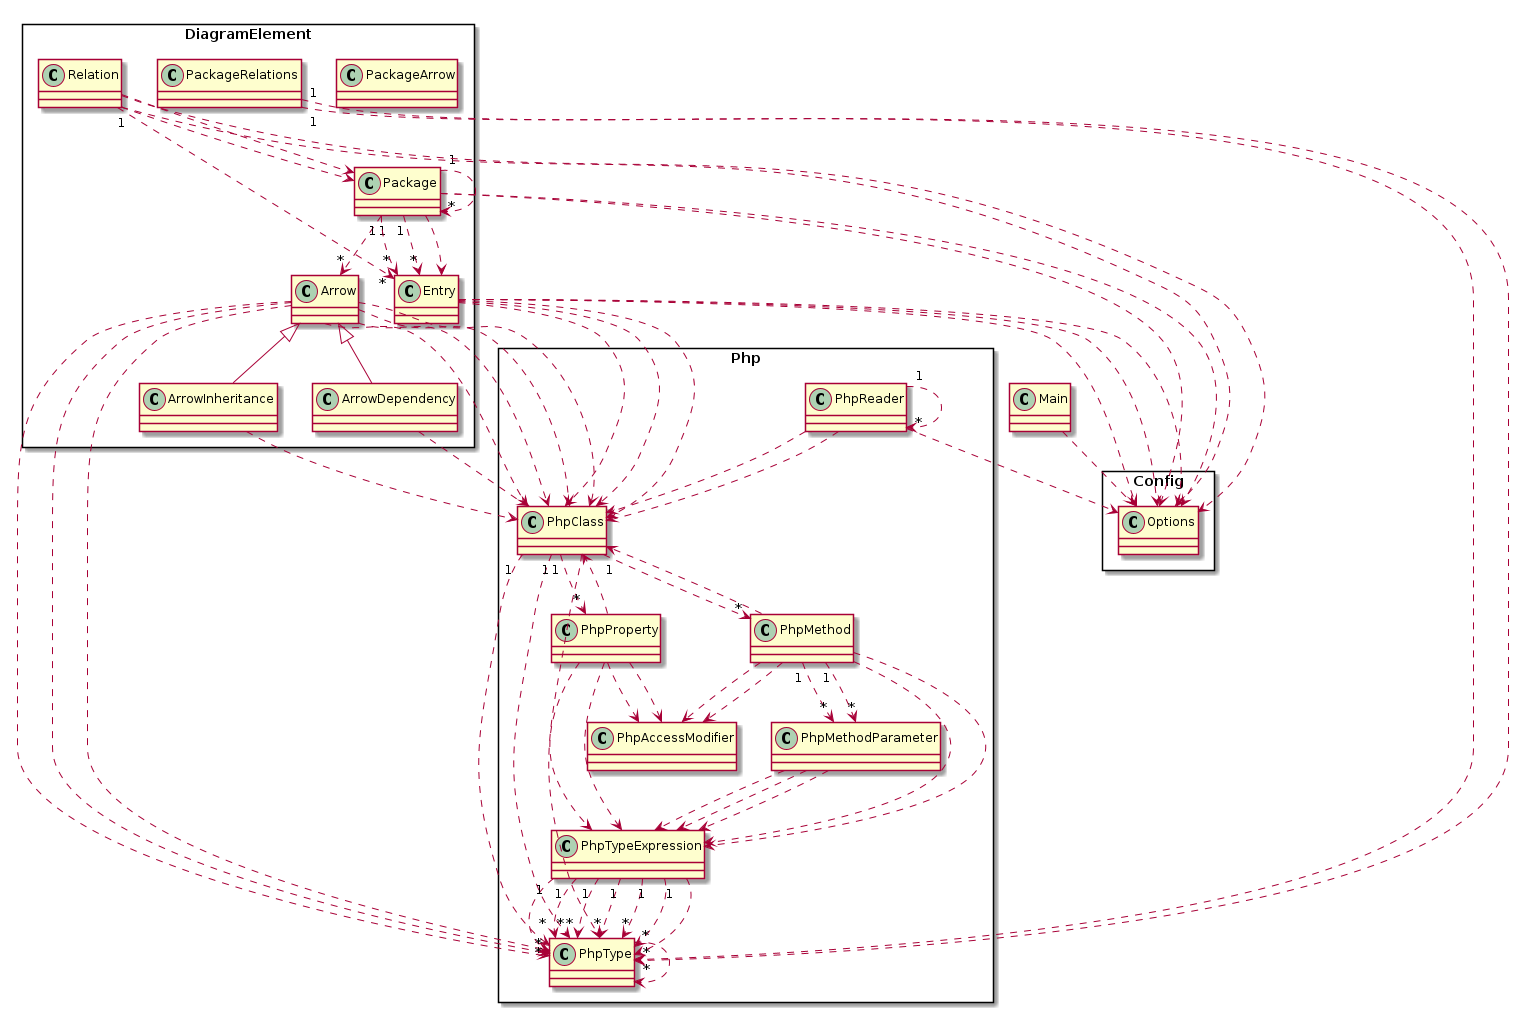 DiagramElement
C Relation
C PackageRelations
C PackageArrow
1
1
1
1
C Package
*
1 1 1
* * *
*
C Arrow
C Entry
Php
C ArrowInheritance
C ArrowDependency
C PhpReader
1
*
C Main
Config
C Options
C PhpClass
1 1 1 1
* *
C PhpProperty
C PhpMethod
1 1
* *
C PhpAccessModifier
C PhpMethodParameter
C PhpTypeExpression
1 1 1 1 1 1
* * * * * *
* * *
*
C PhpType